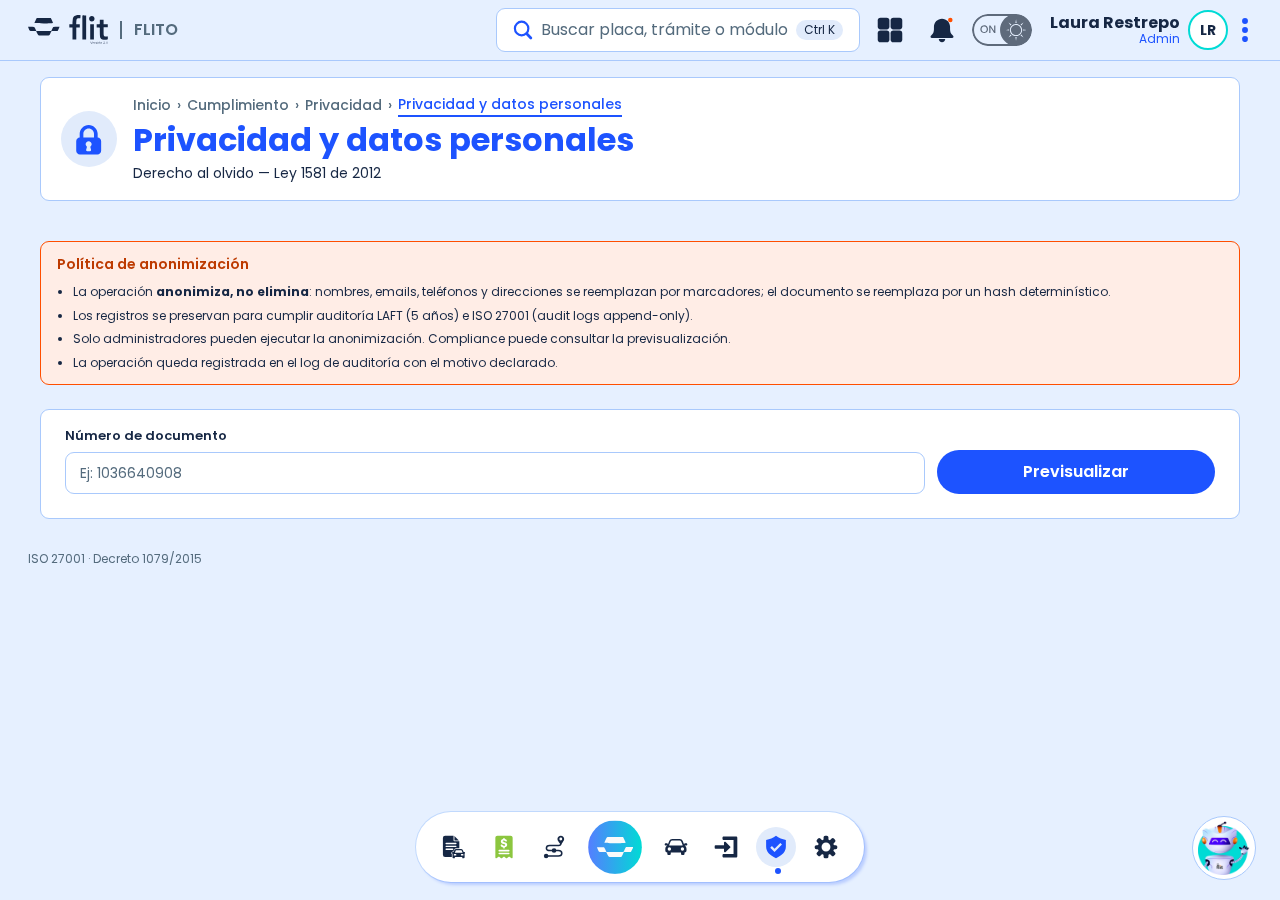 flit | FLITO
Buscar placa, trámite o módulo Ctrl K
ON
Laura Restrepo
Admin
LR
Inicio › Cumplimiento › Privacidad › Privacidad y datos personales
Privacidad y datos personales
Derecho al olvido — Ley 1581 de 2012
Política de anonimización
• La operación anonimiza, no elimina: nombres, emails, teléfonos y direcciones se reemplazan por marcadores; el documento se reemplaza por un hash determinístico.
• Los registros se preservan para cumplir auditoría LAFT (5 años) e ISO 27001 (audit logs append-only).
• Solo administradores pueden ejecutar la anonimización. Compliance puede consultar la previsualización.
• La operación queda registrada en el log de auditoría con el motivo declarado.
Número de documento
Ej: 1036640908
Previsualizar
ISO 27001 · Decreto 1079/2015